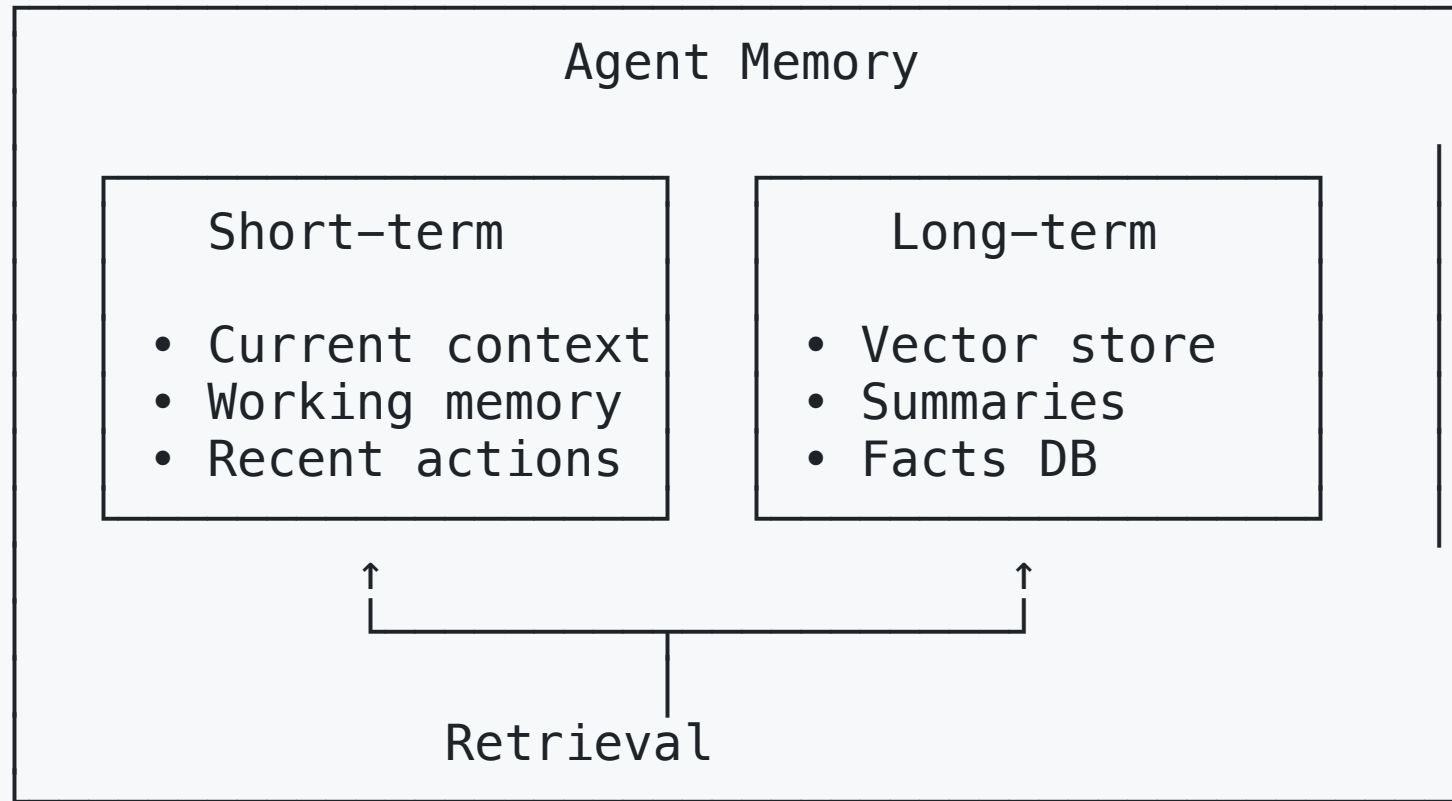 Agent Memory
Short-term
• Current context
• Working memory
• Recent actions
Long-term
• Vector store
• Summaries
• Facts DB
Retrieval